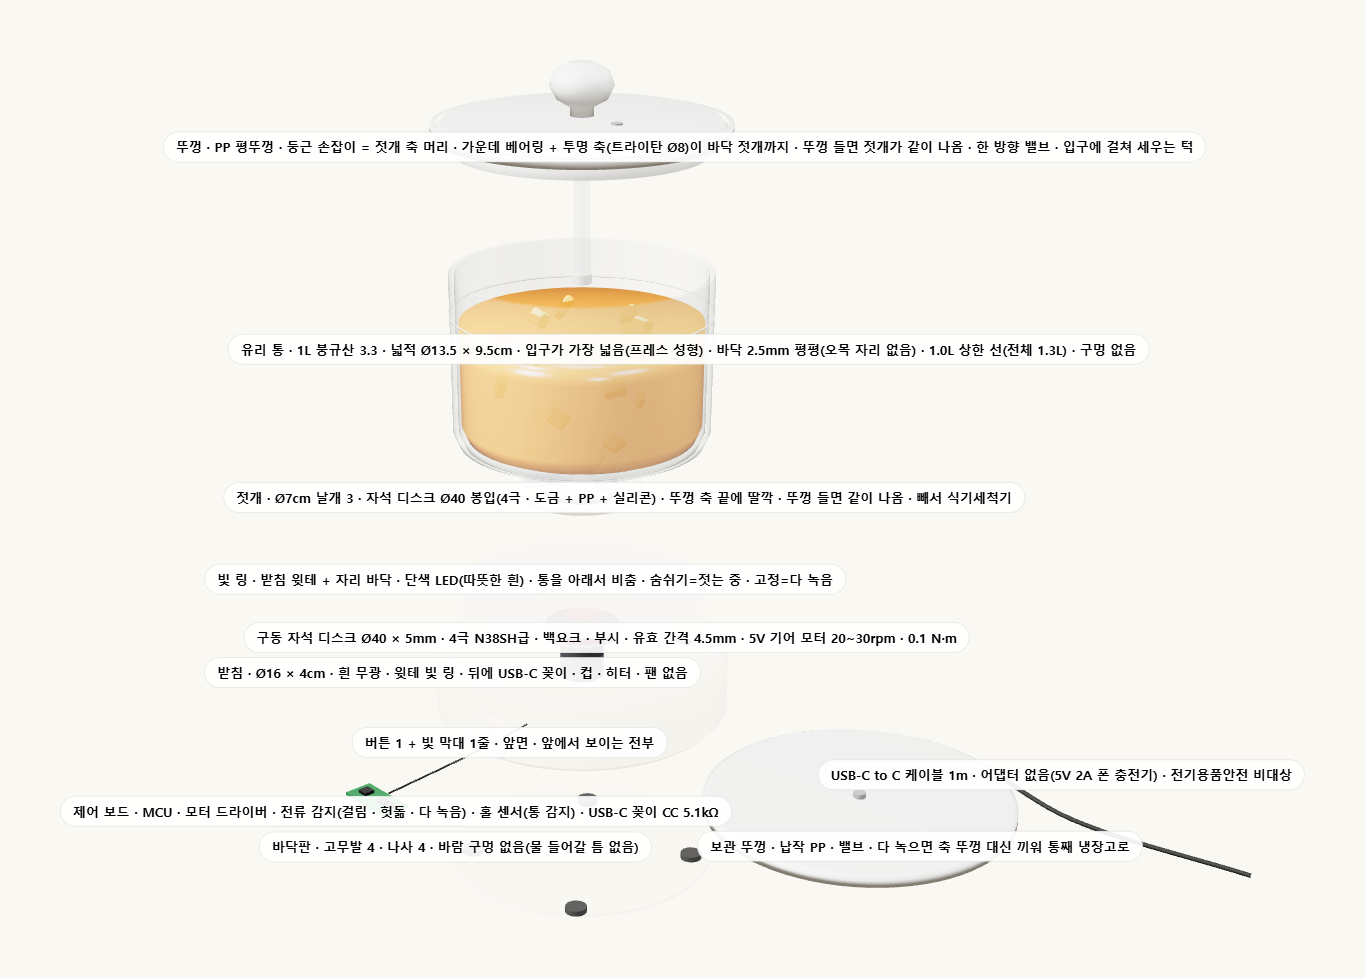 뚜껑 · PP 평뚜껑 · 둥근 손잡이 = 젓개 축 머리 · 가운데 베어링 + 투명 축(트라이탄 Ø8)이 바닥 젓개까지 · 뚜껑 들면 젓개가 같이 나옴 · 한 방향 밸브 · 입구에 걸쳐 세우는 턱
유리 통 · 1L 붕규산 3.3 · 넓적 Ø13.5 × 9.5cm · 입구가 가장 넓음(프레스 성형) · 바닥 2.5mm 평평(오목 자리 없음) · 1.0L 상한 선(전체 1.3L) · 구멍 없음
젓개 · Ø7cm 날개 3 · 자석 디스크 Ø40 봉입(4극 · 도금 + PP + 실리콘) · 뚜껑 축 끝에 딸깍 · 뚜껑 들면 같이 나옴 · 빼서 식기세척기
빛 링 · 받침 윗테 + 자리 바닥 · 단색 LED(따뜻한 흰) · 통을 아래서 비춤 · 숨쉬기=젓는 중 · 고정=다 녹음
구동 자석 디스크 Ø40 × 5mm · 4극 N38SH급 · 백요크 · 부시 · 유효 간격 4.5mm · 5V 기어 모터 20~30rpm · 0.1 N·m
받침 · Ø16 × 4cm · 흰 무광 · 윗테 빛 링 · 뒤에 USB-C 꽂이 · 컵 · 히터 · 팬 없음
버튼 1 + 빛 막대 1줄 · 앞면 · 앞에서 보이는 전부
USB-C to C 케이블 1m · 어댑터 없음(5V 2A 폰 충전기) · 전기용품안전 비대상
제어 보드 · MCU · 모터 드라이버 · 전류 감지(걸림 · 헛돎 · 다 녹음) · 홀 센서(통 감지) · USB-C 꽂이 CC 5.1kΩ
바닥판 · 고무발 4 · 나사 4 · 바람 구멍 없음(물 들어갈 틈 없음)
보관 뚜껑 · 납작 PP · 밸브 · 다 녹으면 축 뚜껑 대신 끼워 통째 냉장고로